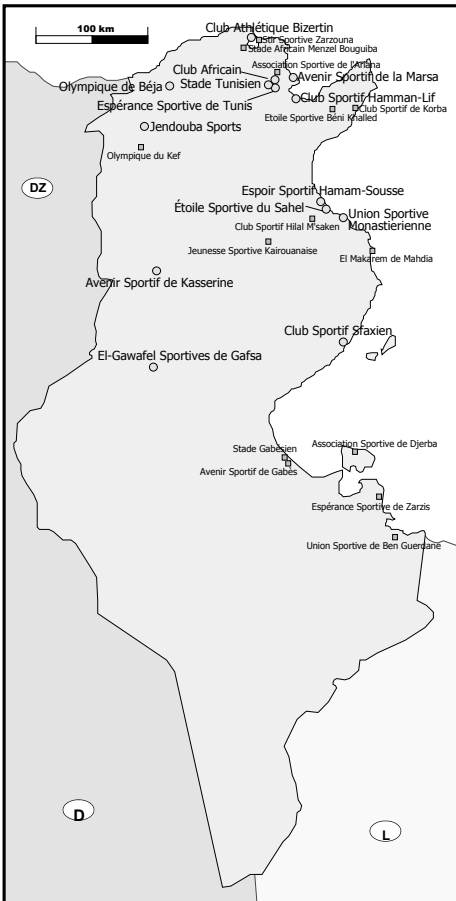 100 km
Club Athlétique Bizertin
Stir Sportive Zarzouna
Stade Africain Menzel Bouguiba
Association Sportive de l'Ariana
Club Africain
Avenir Sportif de la Marsa
Stade Tunisien
Olympique de Béja
Espérance Sportive de Tunis
Club Sportif Hamman-Lif
Club Sportif de Korba
Etoile Sportive Béni Khalled
Jendouba Sports
Olympique du Kef
DZ
Espoir Sportif Hamam-Sousse
Étoile Sportive du Sahel
Union Sportive
Monastierienne
Club Sportif Hilal M'saken
Jeunesse Sportive Kairouanaise
El Makarem de Mahdia
Avenir Sportif de Kasserine
Club Sportif Sfaxien
El-Gawafel Sportives de Gafsa
Stade Gabèsien
Association Sportive de Djerba
Avenir Sportif de Gabès
Espérance Sportive de Zarzis
Union Sportive de Ben Guerdane
D
L